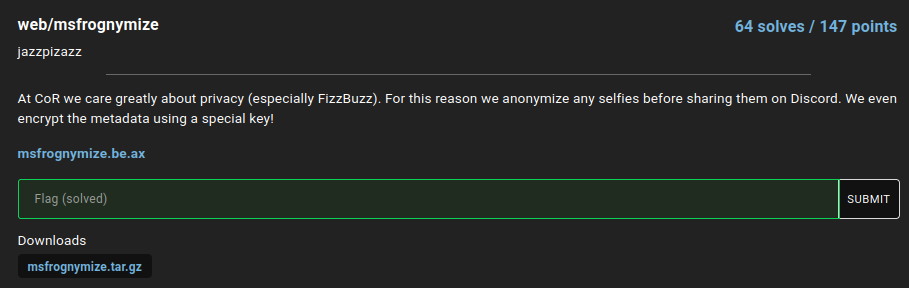 web/msfrognymize
64 solves / 147 points
jazzpizazz
At CoR we care greatly about privacy (especially FizzBuzz). For this reason we anonymize any selfies before sharing them on Discord. We even
encrypt the metadata using a special key!
msfrognymize.be.ax
Flag (solved)
SUBMIT
Downloads
msfrognymize.tar.gz